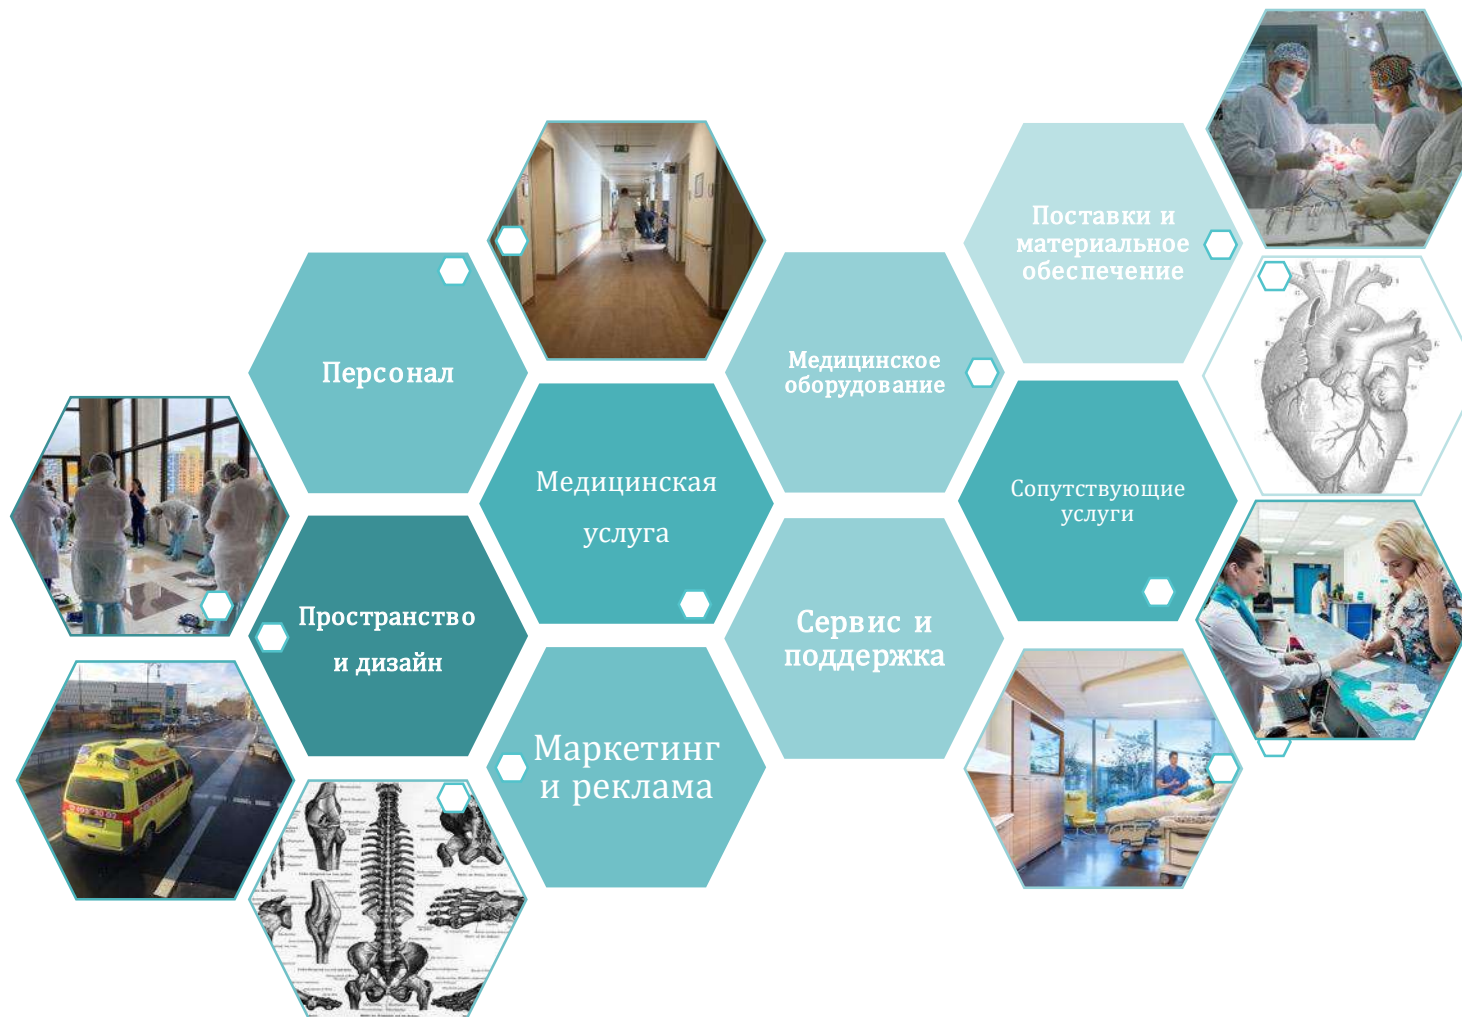 Поставки и
материальное
обеспечение
Персонал
Медицинское
оборудование
Медицинская
услуга
Сопутствующие
услуги
Пространство
и дизайн
Сервис и
поддержка
Маркетинг
и реклама